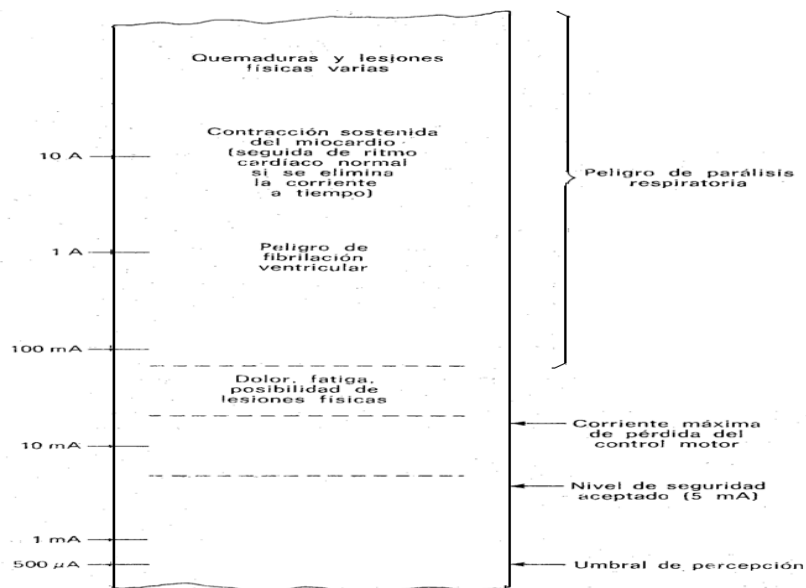 Quemaduras y lesiones
físicas varias
Contracción sostenida
del miocardio
(seguida de ritmo
cardíaco normal
si se elimina
la corriente
a tiempo)
10 A
Peligro de parálisis
respiratoria
1 A
Peligro de
fibrilación
ventricular
100 mA
Dolor, fatiga,
posibilidad de
lesiones físicas
Corriente máxima
de pérdida del
control motor
10 mA
Nivel de seguridad
aceptado (5 mA)
1 mA
500 μA
Umbral de percepción